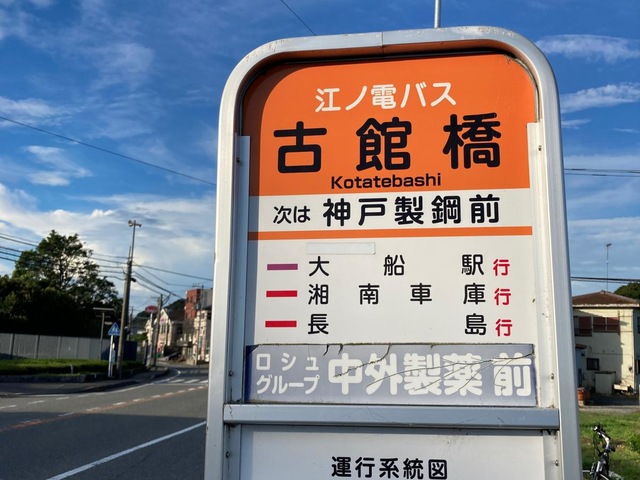 江ノ電バス
古館橋
Kotatebashi
次は 神戸製鋼前
大船駅行
湘南車庫行
長島行
ロシュ
グループ 中外製薬前
運行系統図